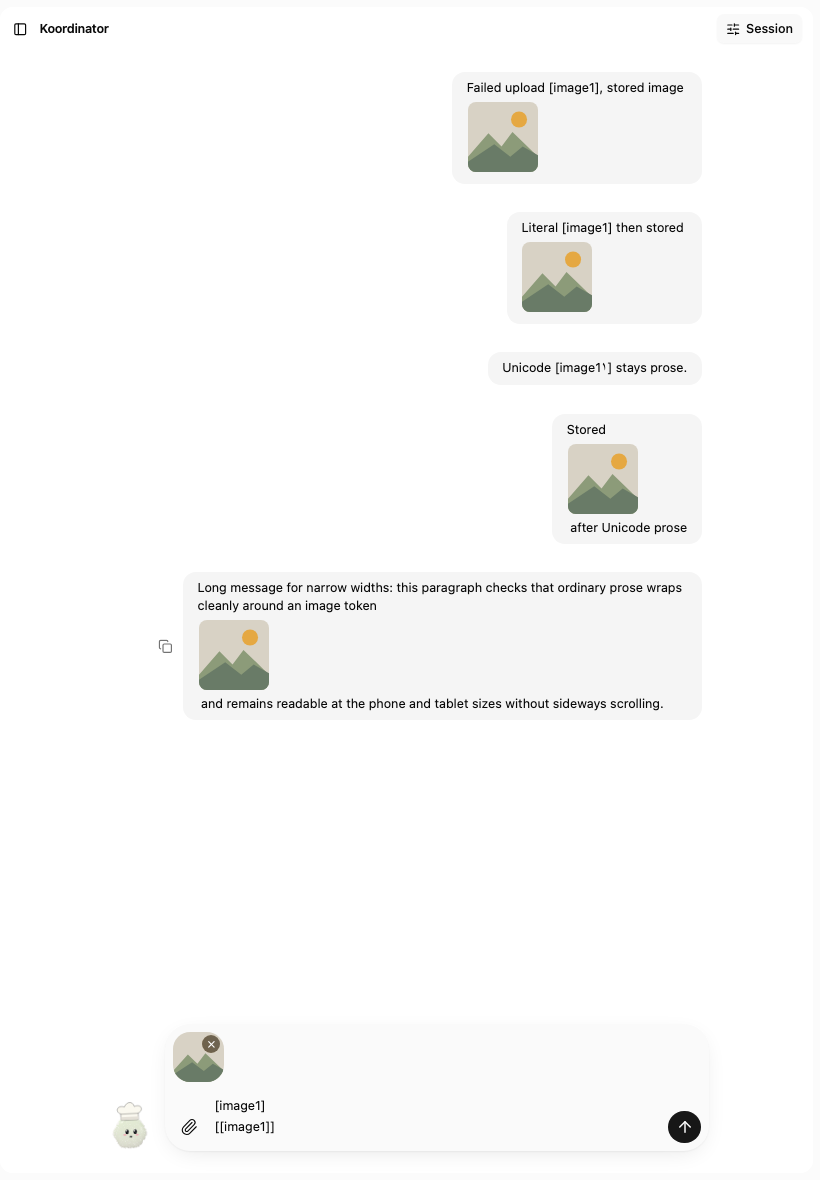 Koordinator
Session
Failed upload [image1], stored image
Literal [image1] then stored
Unicode [image1١] stays prose.
Stored
after Unicode prose
Long message for narrow widths: this paragraph checks that ordinary prose wraps
cleanly around an image token
and remains readable at the phone and tablet sizes without sideways scrolling.
[image1]
[[image1]]